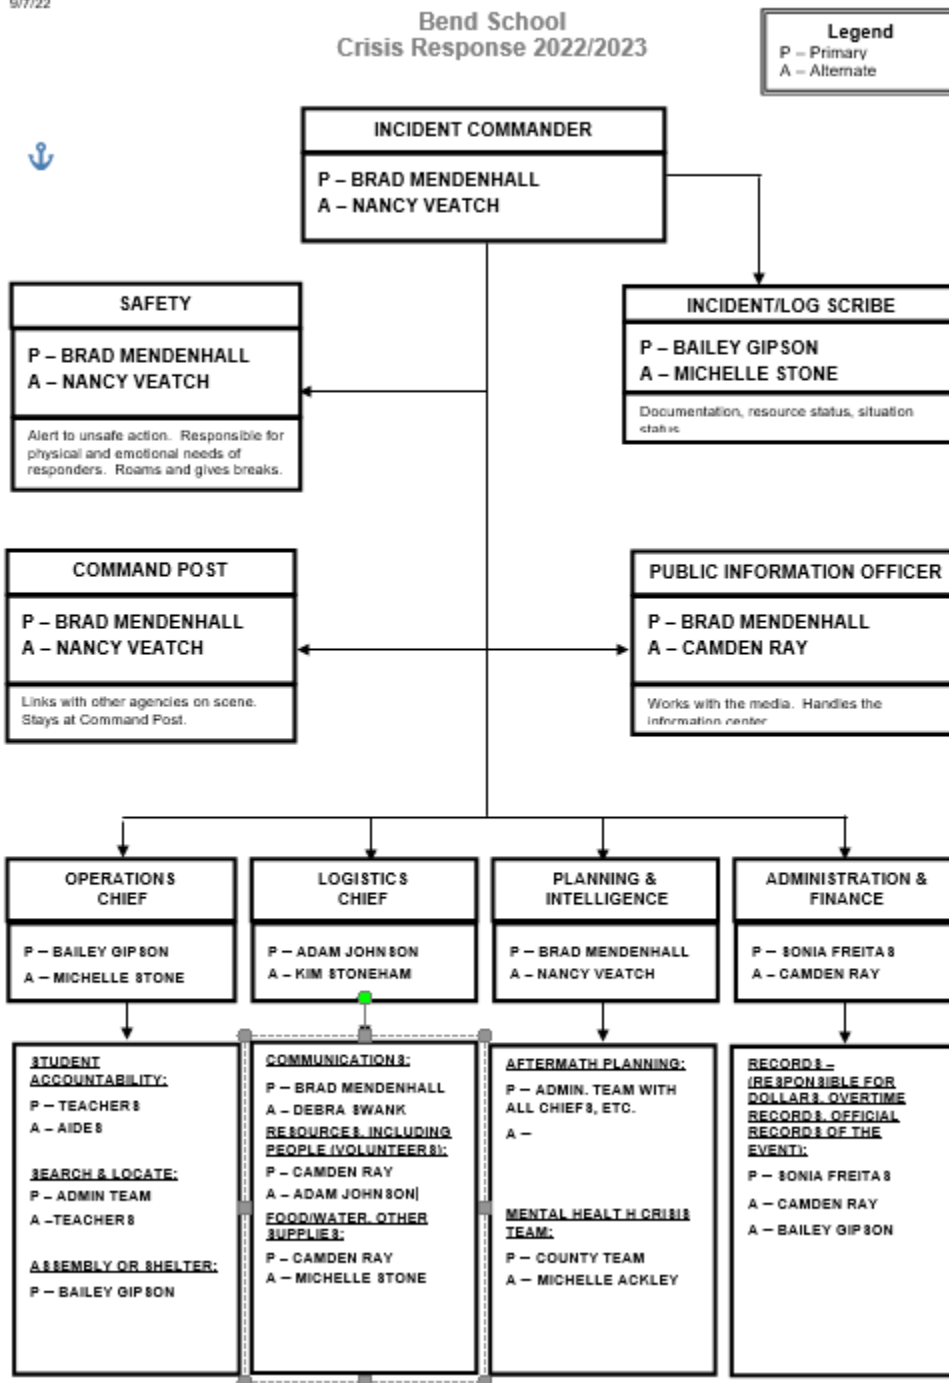 9/7/22
Bend School
Crisis Response 2022/2023
Legend
P – Primary
A – Alternate
INCIDENT COMMANDER
P – BRAD MENDENHALL
A – NANCY VEATCH
SAFETY
P – BRAD MENDENHALL
A – NANCY VEATCH
Alert to unsafe action. Responsible for
physical and emotional needs of
responders. Roams and gives breaks.
INCIDENT/LOG SCRIBE
P – BAILEY GIPSON
A – MICHELLE STONE
Documentation, resource status, situation
status
COMMAND POST
P – BRAD MENDENHALL
A – NANCY VEATCH
Links with other agencies on scene.
Stays at Command Post.
PUBLIC INFORMATION OFFICER
P – BRAD MENDENHALL
A – CAMDEN RAY
Works with the media. Handles the
information center
OPERATIONS
CHIEF
P – BAILEY GIPSON
A – MICHELLE STONE
LOGISTICS
CHIEF
P – ADAM JOHNSON
A – KIM STONEHAM
PLANNING &
INTELLIGENCE
P – BRAD MENDENHALL
A – NANCY VEATCH
ADMINISTRATION &
FINANCE
P – SONIA FREITAS
A – CAMDEN RAY
STUDENT
ACCOUNTABILITY:
P – TEACHERS
A – AIDES
SEARCH & LOCATE:
P – ADMIN TEAM
A –TEACHERS
ASSEMBLY OR SHELTER:
P – BAILEY GIPSON
COMMUNICATIONS:
P – BRAD MENDENHALL
A – DEBRA SWANK
RESOURCES, INCLUDING
PEOPLE (VOLUNTEERS):
P – CAMDEN RAY
A – ADAM JOHNSON
FOOD/WATER, OTHER
SUPPLIES:
P – CAMDEN RAY
A – MICHELLE STONE
AFTERMATH PLANNING:
P – ADMIN. TEAM WITH
ALL CHIEFS, ETC.
A –
MENTAL HEALT H CRISIS
TEAM:
P – COUNTY TEAM
A – MICHELLE ACKLEY
RECORDS –
(RESPONSIBLE FOR
DOLLARS, OVERTIME
RECORDS, OFFICIAL
RECORDS OF THE
EVENT):
P – SONIA FREITAS
A – CAMDEN RAY
A – BAILEY GIPSON